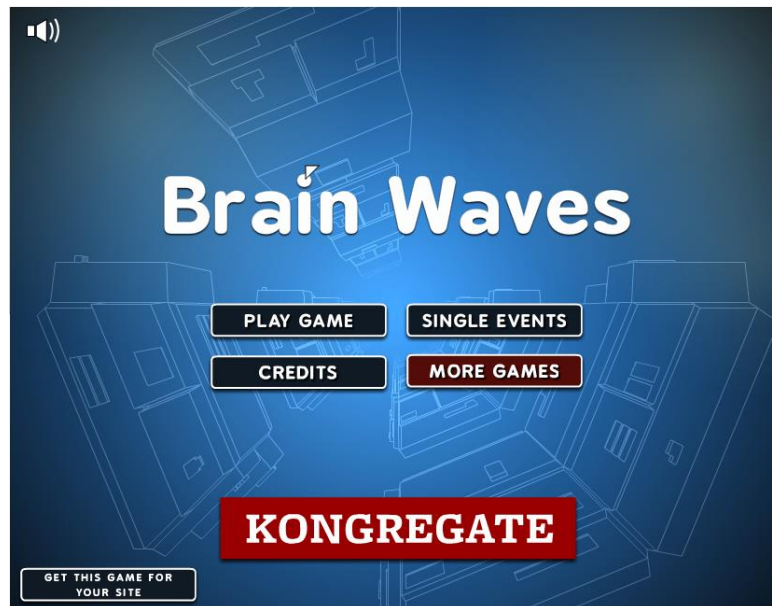 Brain Waves
PLAY GAME
SINGLE EVENTS
CREDITS
MORE GAMES
KONGREGATE
GET THIS GAME FOR
YOUR SITE